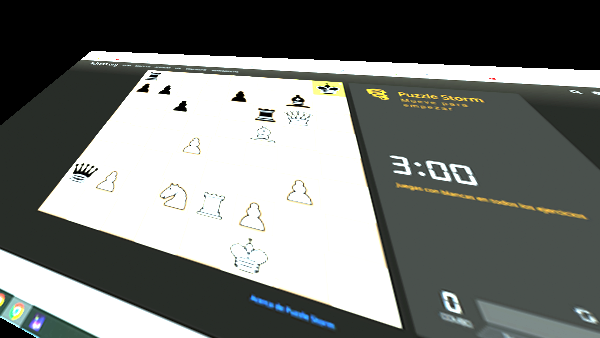 Puzzle Storm
Mueve para
empezar
3:00
Juegas con blancas en todos los ejercicios
0
COMBO
Acerca de Puzzle Storm